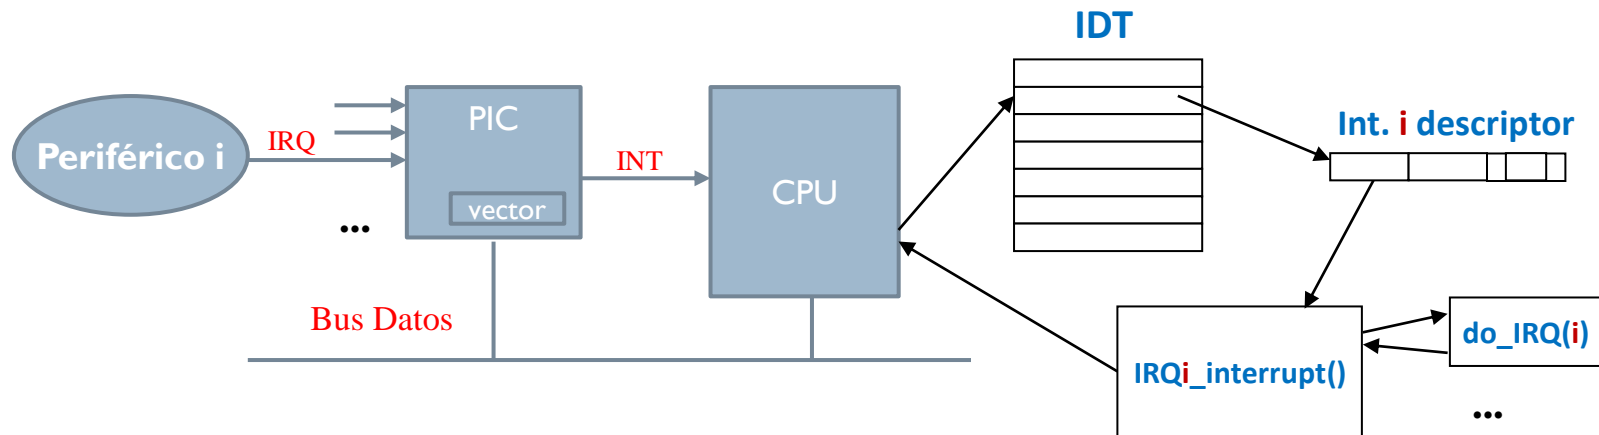 IDT
PIC
IRQ
Periférico i
INT
CPU
vector
...
Bus Datos
Int. i descriptor
IRQi_interrupt()
do_IRQ(i)
...